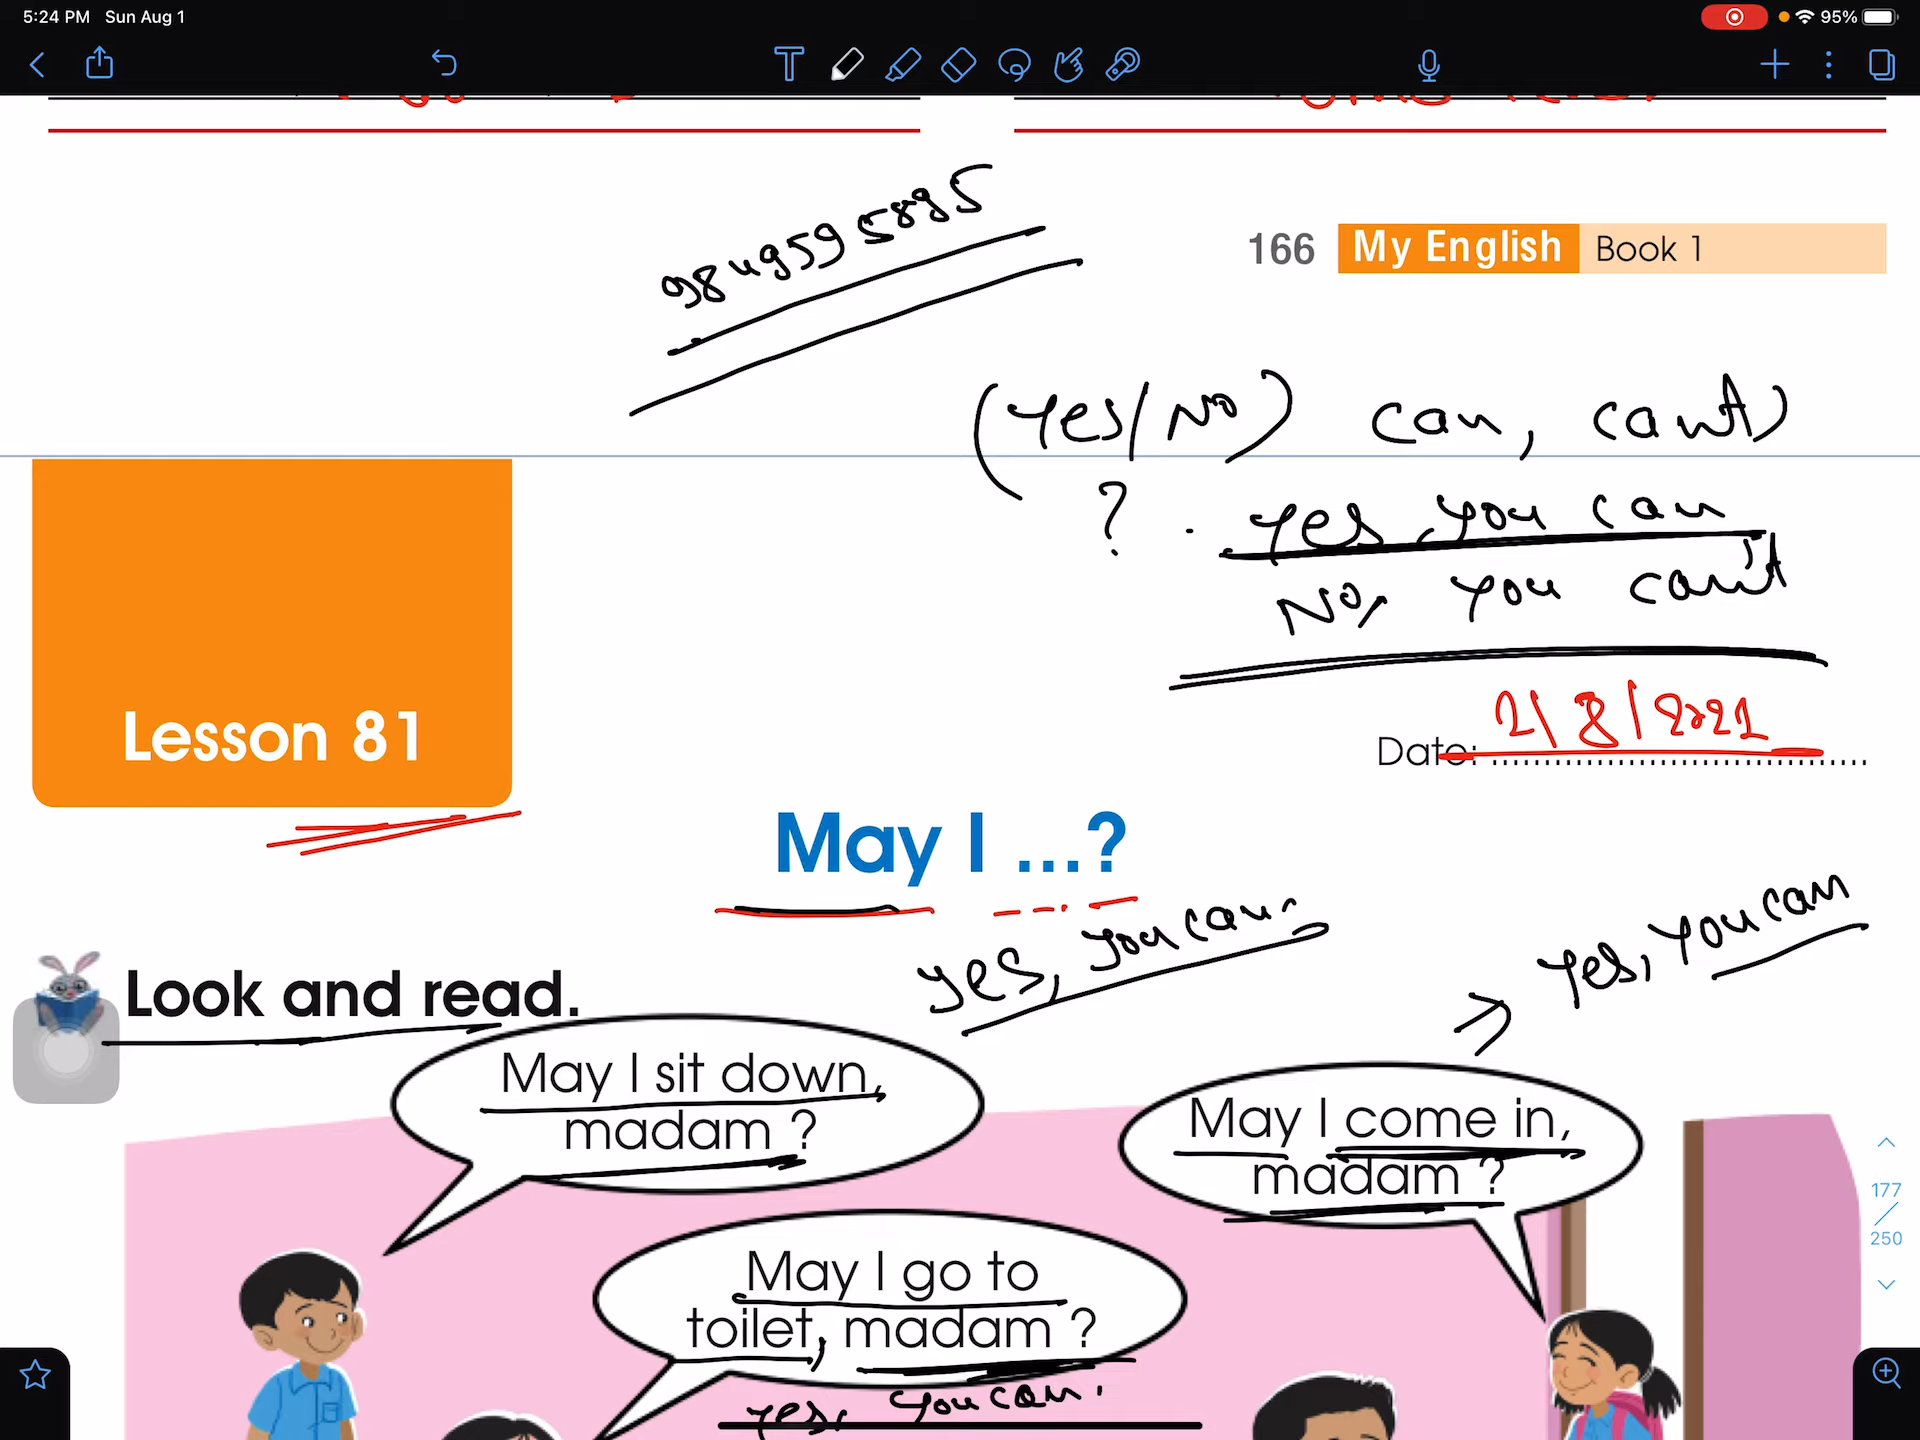 5:24 PM Sun Aug 1
95%
9849595895
166 My English Book 1
(Yes/No) can, can't)
? . Yes, you can
No, you can't
Lesson 81
Date: 2/8/2021
May I ...?
Yes, you can.
Yes, you can
Look and read.
May I sit down,
madam ?
May I come in,
madam ?
May I go to
toilet, madam ?
Yes, you can.
177
/
250